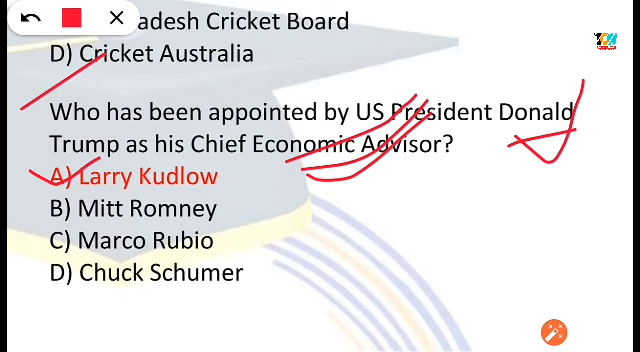 adesh Cricket Board
D) Cricket Australia
Who has been appointed by US President Donald
Trump as his Chief Economic Advisor?
A) Larry Kudlow
B) Mitt Romney
C) Marco Rubio
D) Chuck Schumer